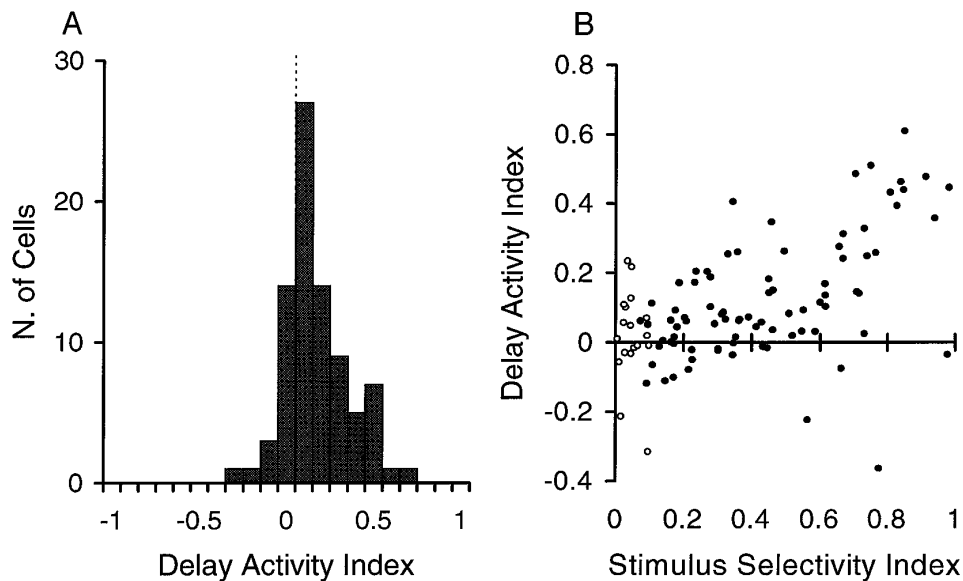 A
30
20
10
0
N. of Cells
-1 -0.5 0 0.5 1
Delay Activity Index
B
0.8
0.6
0.4
0.2
0
-0.2
-0.4
Delay Activity Index
0 0.2 0.4 0.6 0.8 1
Stimulus Selectivity Index